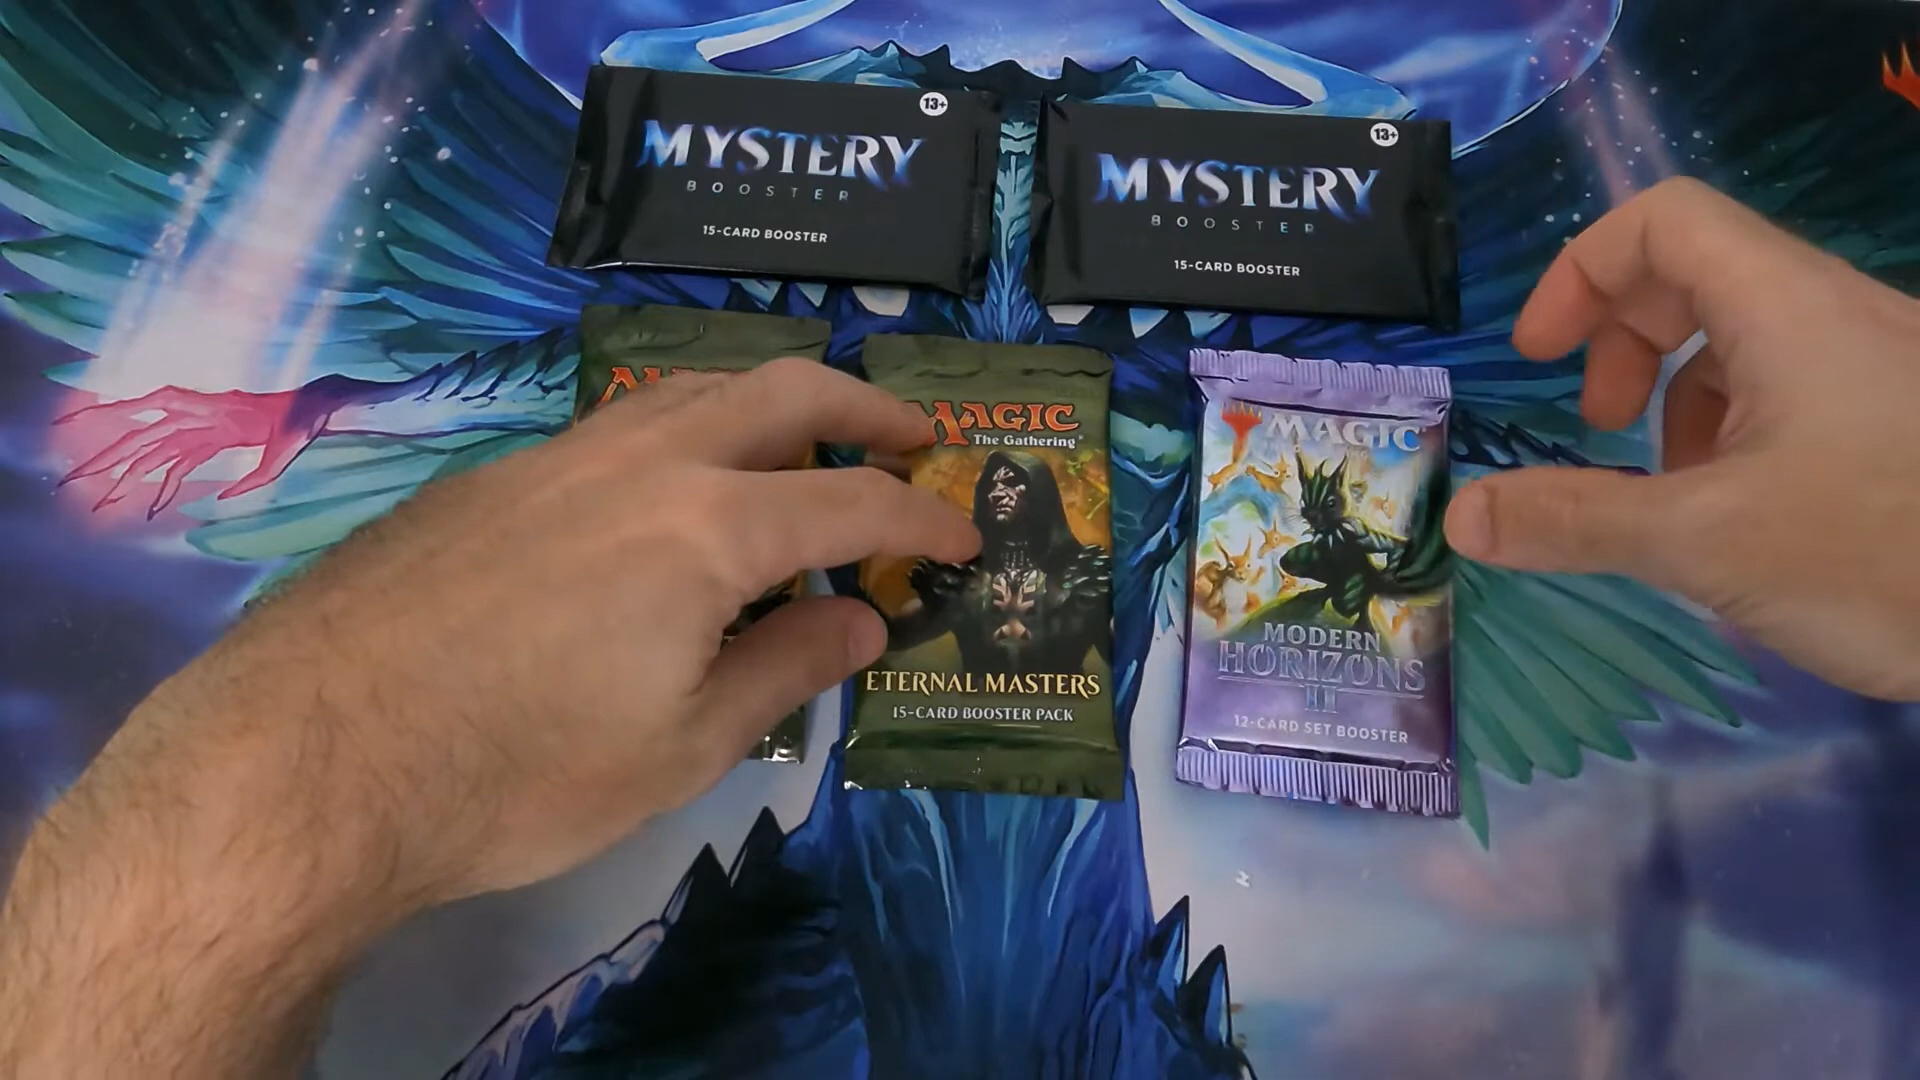 13+
MYSTERY
BOOSTER
15-CARD BOOSTER
13+
MYSTERY
BOOSTER
15-CARD BOOSTER
MAGIC
The Gathering®
ETERNAL MASTERS
15-CARD BOOSTER PACK
MAGIC
MODERN
HORIZONS
II
12-CARD SET BOOSTER